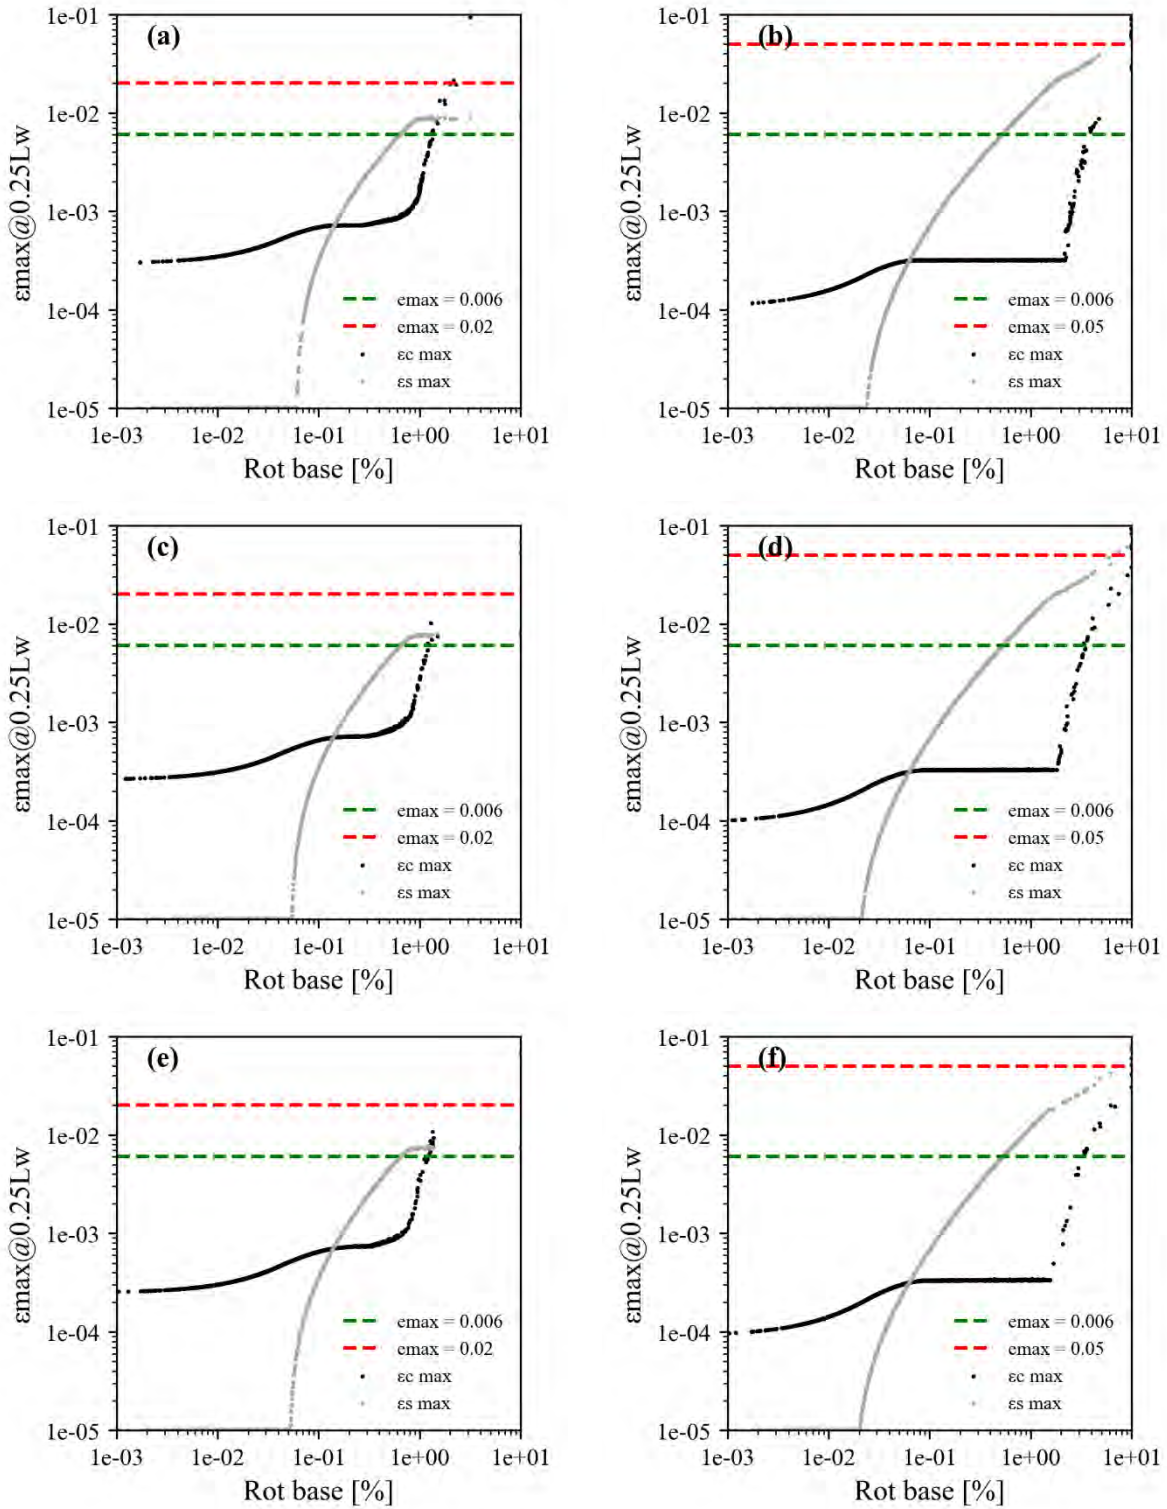 (a)
1e-01
1e-02
1e-03
1e-04
1e-05
εmax@0.25Lw
emax = 0.006
emax = 0.02
εc max
εs max
1e-03 1e-02 1e-01 1e+00 1e+01
Rot base [%]
(b)
1e-01
1e-02
1e-03
1e-04
1e-05
εmax@0.25Lw
emax = 0.006
emax = 0.05
εc max
εs max
1e-03 1e-02 1e-01 1e+00 1e+01
Rot base [%]
(c)
1e-01
1e-02
1e-03
1e-04
1e-05
εmax@0.25Lw
emax = 0.006
emax = 0.02
εc max
εs max
1e-03 1e-02 1e-01 1e+00 1e+01
Rot base [%]
(d)
1e-01
1e-02
1e-03
1e-04
1e-05
εmax@0.25Lw
emax = 0.006
emax = 0.05
εc max
εs max
1e-03 1e-02 1e-01 1e+00 1e+01
Rot base [%]
(e)
1e-01
1e-02
1e-03
1e-04
1e-05
εmax@0.25Lw
emax = 0.006
emax = 0.02
εc max
εs max
1e-03 1e-02 1e-01 1e+00 1e+01
Rot base [%]
(f)
1e-01
1e-02
1e-03
1e-04
1e-05
εmax@0.25Lw
emax = 0.006
emax = 0.05
εc max
εs max
1e-03 1e-02 1e-01 1e+00 1e+01
Rot base [%]